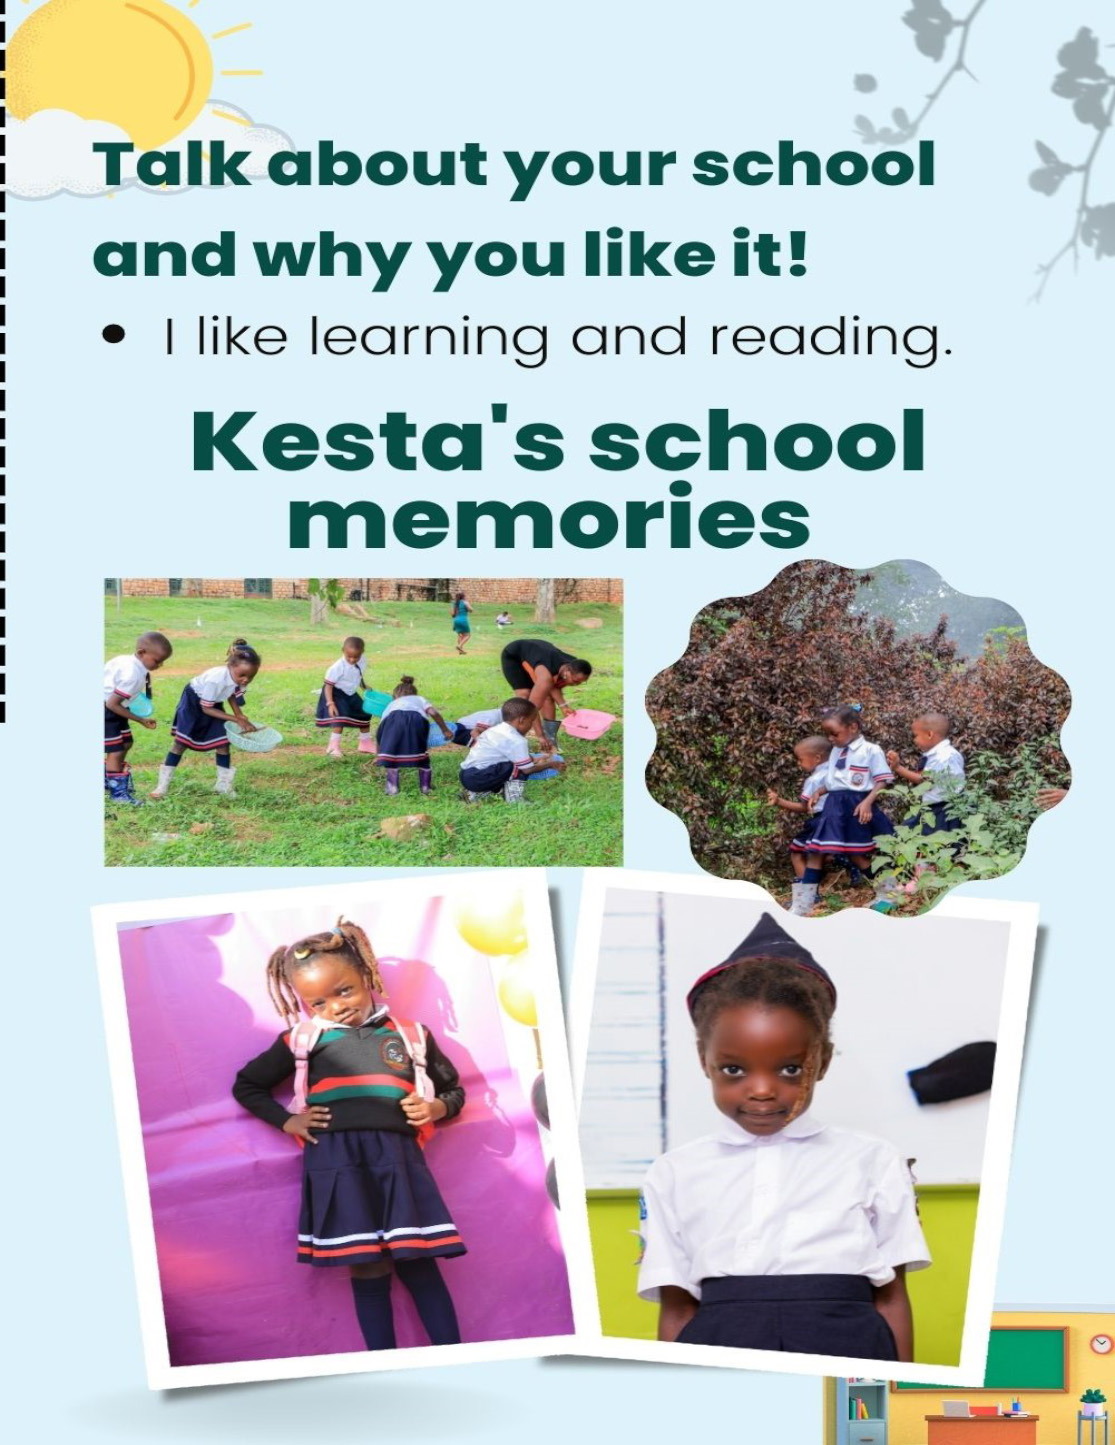 Talk about your school
and why you like it!
• I like learning and reading.
Kesta's school
memories